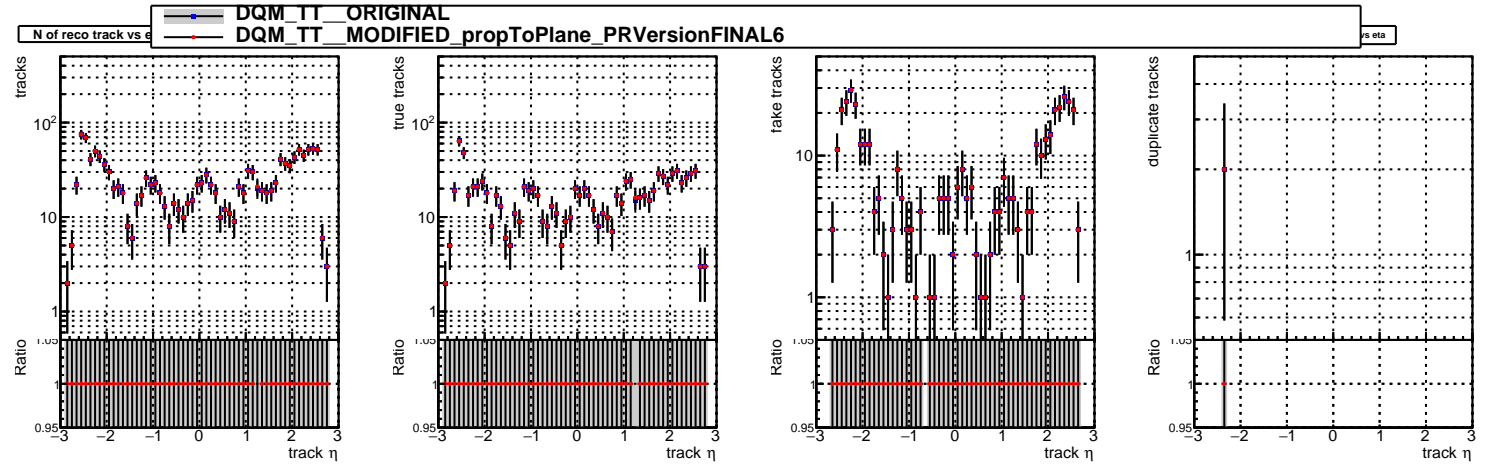 DQM_TT__ORIGINAL
DQM_TT__MODIFIED_propToPlane_PRVersionFINAL6
N of reco track vs e
vs eta
tracks
10²
10
1
Ratio
1.05
1
0.95
−3 −2 −1 0 1 2 3
track η
true tracks
10²
10
1
Ratio
1.05
1
0.95
−3 −2 −1 0 1 2 3
track η
fake tracks
10
1
Ratio
1.05
1
0.95
−3 −2 −1 0 1 2 3
track η
duplicate tracks
1
Ratio
1.05
1
0.95
−3 −2 −1 0 1 2 3
track η